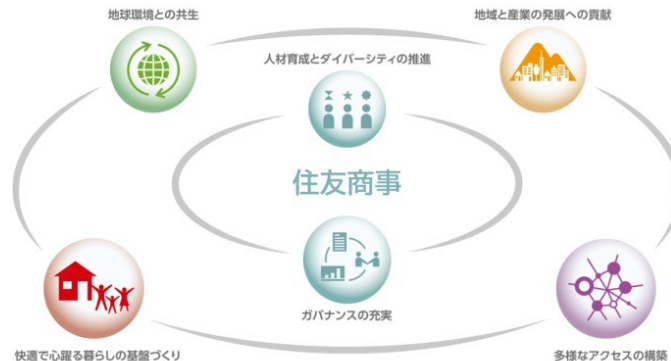 地球環境との共生
地域と産業の発展への貢献
人材育成とダイバーシティの推進
住友商事
ガバナンスの充実
快適で心躍る暮らしの基盤づくり
多様なアクセスの構築